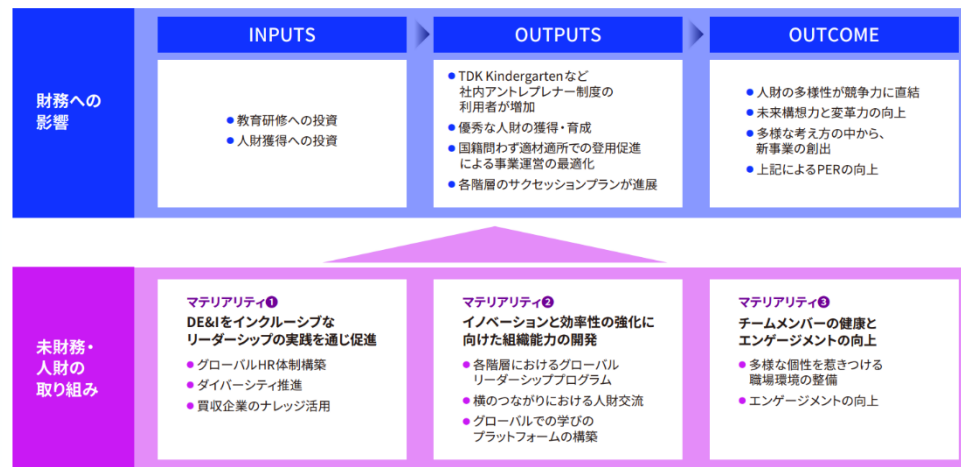 INPUTS
OUTPUTS
OUTCOME
財務への
影響
● 教育研修への投資
● 人財獲得への投資
● TDK Kindergartenなど
社内アントレプレナー制度の
利用者が増加
● 優秀な人財の獲得・育成
● 国籍問わず適材適所での登用促進
による事業運営の最適化
● 各階層のサクセッションプランが進展
● 人財の多様性が競争力に直結
● 未来構想力と変革力の向上
● 多様な考え方の中から、
新事業の創出
● 上記によるPERの向上
未財務・
人財の
取り組み
マテリアリティ❶
DE&Iをインクルーシブな
リーダーシップの実践を通じ促進
● グローバルHR体制構築
● ダイバーシティ推進
● 買収企業のナレッジ活用
マテリアリティ❷
イノベーションと効率性の強化に
向けた組織能力の開発
● 各階層におけるグローバル
リーダーシッププログラム
● 横のつながりにおける人財交流
● グローバルでの学びの
プラットフォームの構築
マテリアリティ❸
チームメンバーの健康と
エンゲージメントの向上
● 多様な個性を惹きつける
職場環境の整備
● エンゲージメントの向上